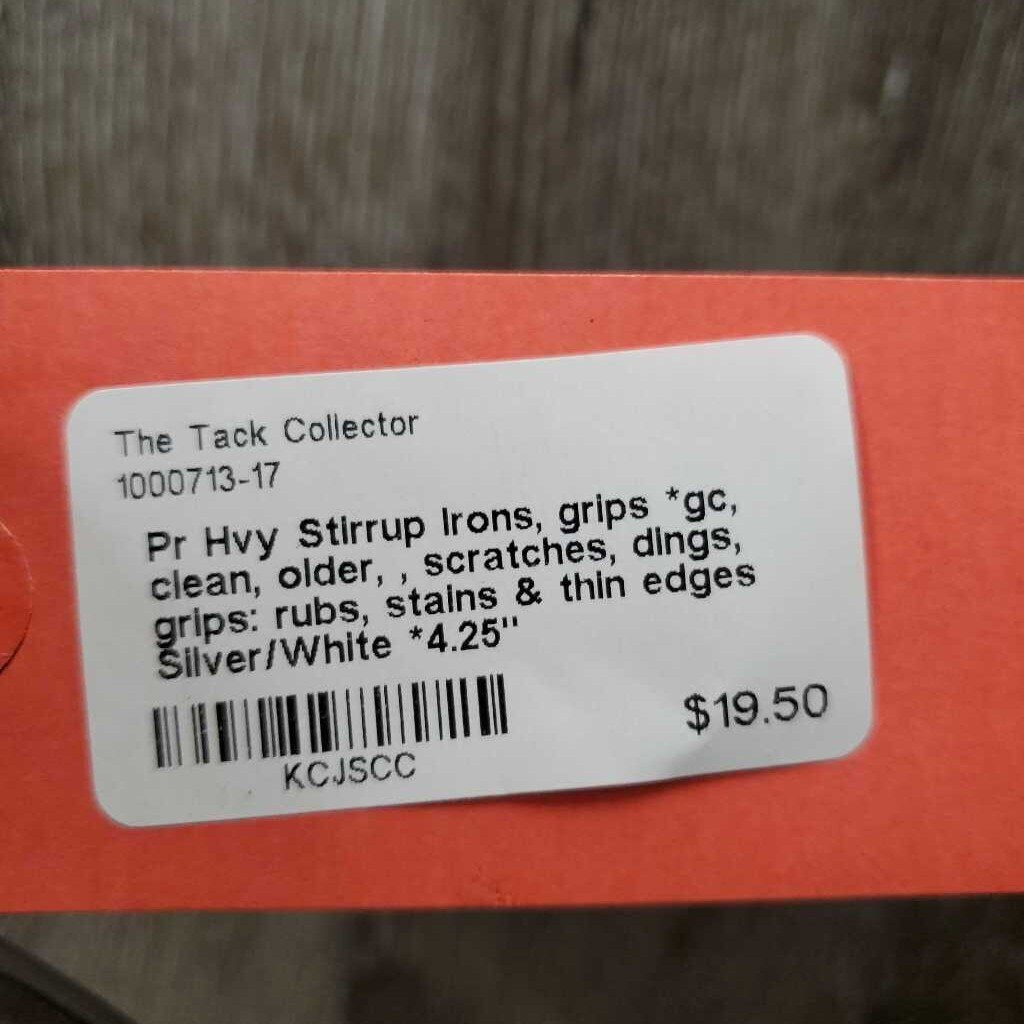 The Tack Collector
1000713-17
Pr Hvy Stirrup Irons, grips *gc,
clean, older, , scratches, dings,
grips: rubs, stains & thin edges
Silver/White *4.25"
$19.50
KCJSCC